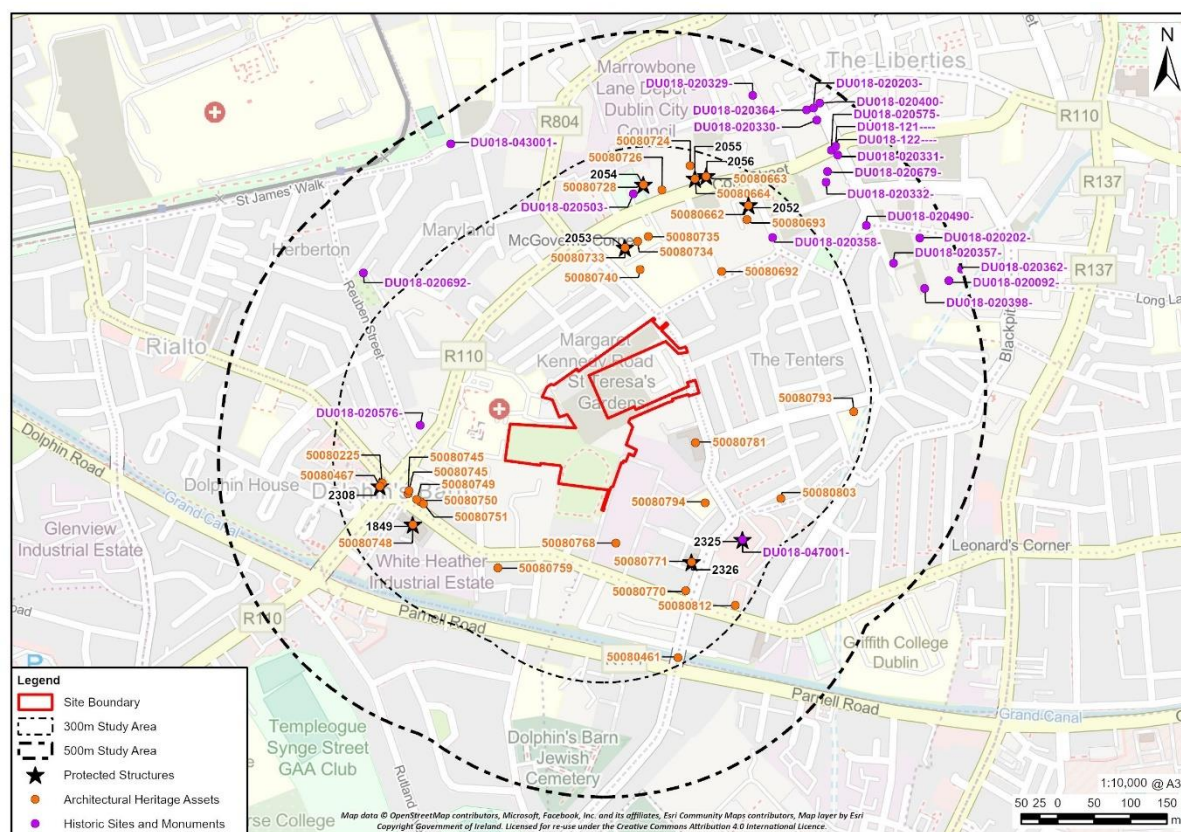 The Liberties
N
Marrowbone
Lane Depot
Dublin City
Council
DU018-020329-
DU018-020203-
DU018-020364-
DU018-020400-
DU018-020330-
DU018-020575-
DU018-121----
DU018-122----
DU018-020331-
DU018-020679-
DU018-020332-
R110
R804
R137
DU018-043001-
St James' Walk
50080724
2055
2056
50080726
2054
50080728
50080663
50080664
DU018-020503-
50080662
2052
50080693
DU018-020490-
DU018-020202-
DU018-020357-
DU018-020358-
DU018-020362-
DU018-020092-
DU018-020398-
R137
Long La
Blackpit
Herberton
Maryland
McGovern's Corner
2053
50080735
50080733
50080734
50080740
50080692
DU018-020692-
Reuben Street
Rialto
R110
Margaret
Kennedy Road
St Teresa's
Gardens
The Tenters
50080793
DU018-020576-
50080781
Dolphin Road
50080225
50080467
2308
50080745
50080745
50080749
50080750
50080751
Dolphin House
Dolphin's Barn
1849
50080748
50080794
50080803
Grand Canal
Glenview
Industrial Estate
White Heather
Industrial Estate
50080768
50080759
2325
DU018-047001-
50080771
2326
50080770
50080812
Leonard's Corner
R110
Parnell Road
50080461
Griffith College
Dublin
Parnell Road
Grand Canal
Templeogue
Synge Street
GAA Club
Rutland
Dolphin's Barn
Jewish
Cemetery
rse College
Legend
Site Boundary
300m Study Area
500m Study Area
Protected Structures
Architectural Heritage Assets
Historic Sites and Monuments
1:10,000 @ A3
50 25 0 50 100 150
m
Map data © OpenStreetMap contributors, Microsoft, Facebook, Inc. and its affiliates, Esri Community Maps contributors, Map layer by Esri
Copyright Government of Ireland. Licensed for re-use under the Creative Commons Attribution 4.0 International Licence.